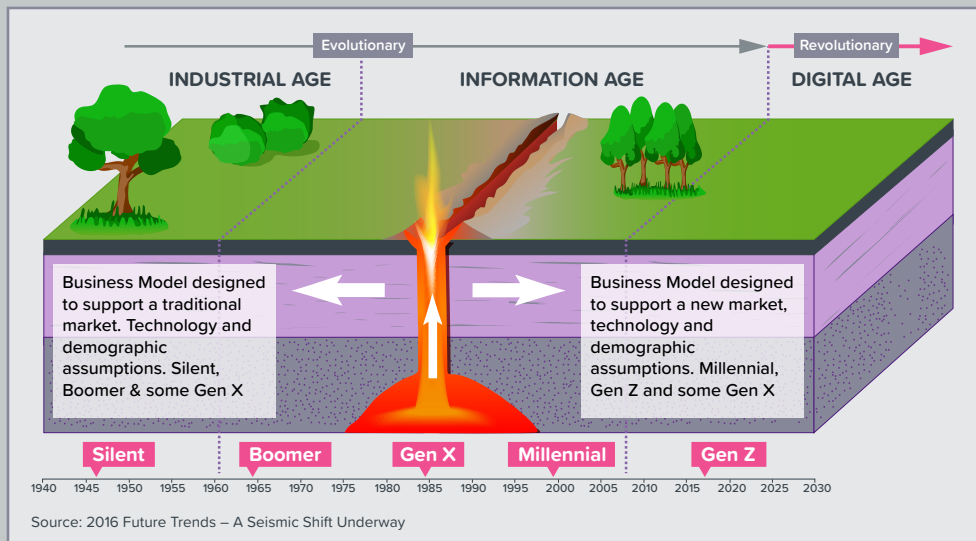 Evolutionary
Revolutionary
INDUSTRIAL AGE
INFORMATION AGE
DIGITAL AGE
Business Model designed
to support a traditional
market. Technology and
demographic
assumptions. Silent,
Boomer & some Gen X
Business Model designed
to support a new market,
technology and
demographic
assumptions. Millennial,
Gen Z and some Gen X
Silent
Boomer
Gen X
Millennial
Gen Z
1940 1945 1950 1955 1960 1965 1970 1975 1980 1985 1990 1995 2000 2005 2010 2015 2020 2025 2030
Source: 2016 Future Trends – A Seismic Shift Underway